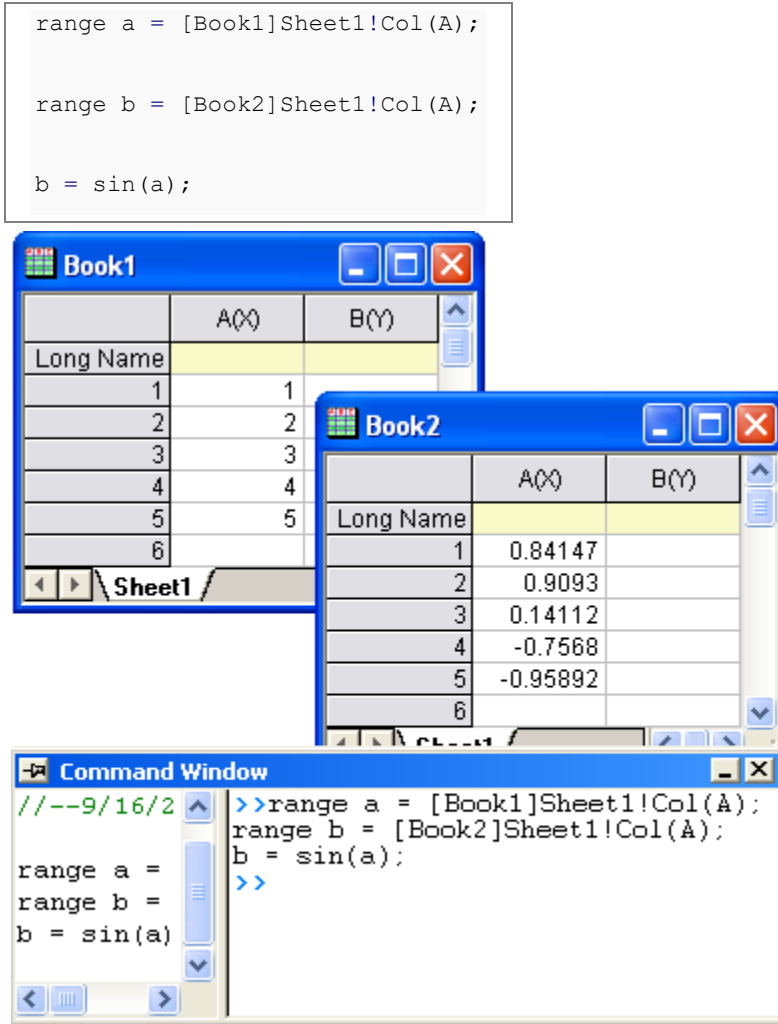 range a = [Book1]Sheet1!Col(A);
range b = [Book2]Sheet1!Col(A);
b = sin(a);
Book1
A(X) B(Y)
Long Name
1 1
2 2
3 3
4 4
5 5
6
Sheet1
Book2
A(X) B(Y)
Long Name
1 0.84147
2 0.9093
3 0.14112
4 -0.7568
5 -0.95892
6
Sheet1
Command Window
//--9/16/2
range a =
range b =
b = sin(a)
>>range a = [Book1]Sheet1!Col(A);
range b = [Book2]Sheet1!Col(A);
b = sin(a);
>>